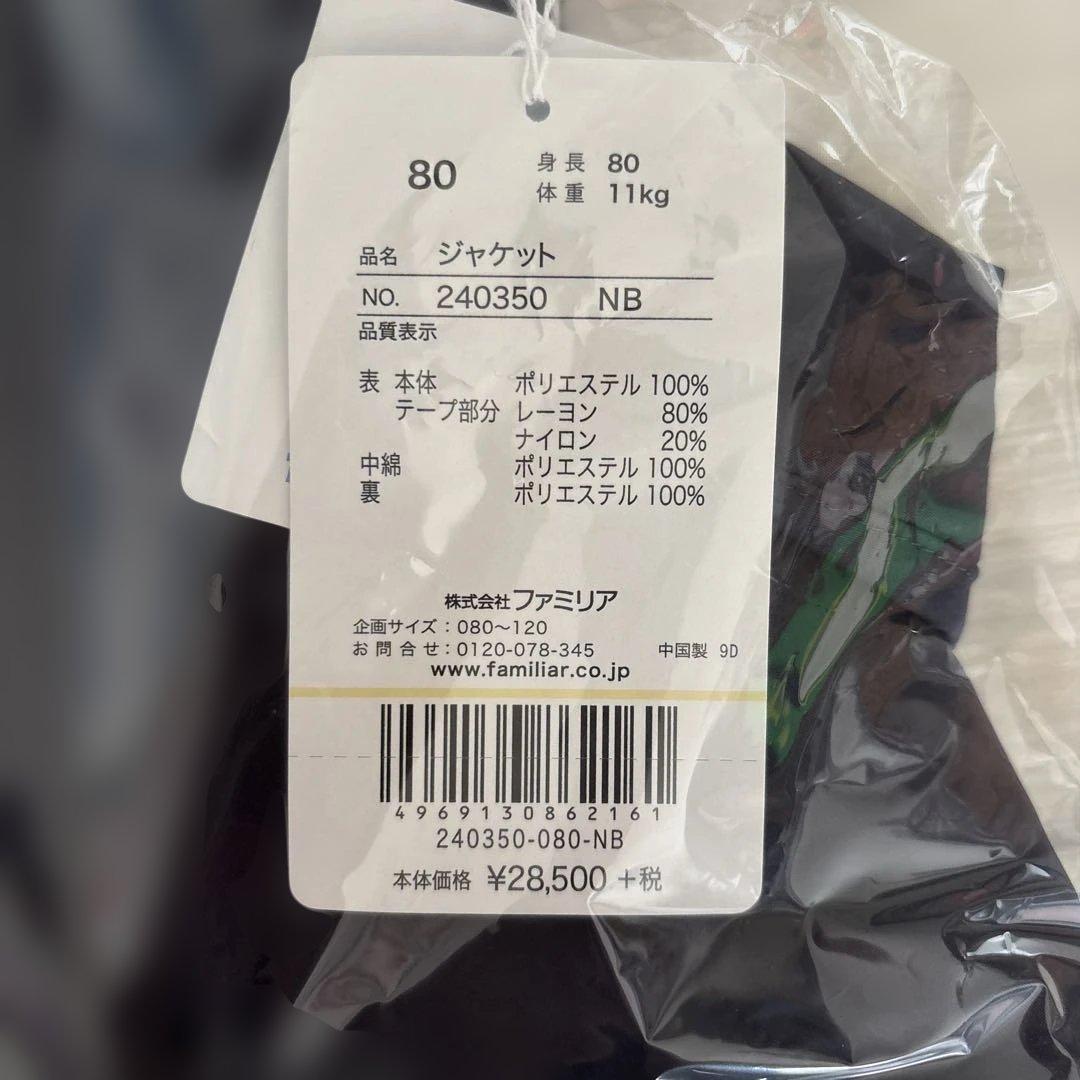 80
身長 80
体重 11kg
品名 ジャケット
NO. 240350 NB
品質表示
表 本体 ポリエステル 100%
テープ部分 レーヨン 80%
ナイロン 20%
中綿 ポリエステル 100%
裏 ポリエステル 100%
株式会社ファミリア
企画サイズ:080〜120
お問合せ:0120-078-345 中国製 9D
www.familiar.co.jp
4969130862161
240350-080-NB
本体価格 ¥28,500 +税